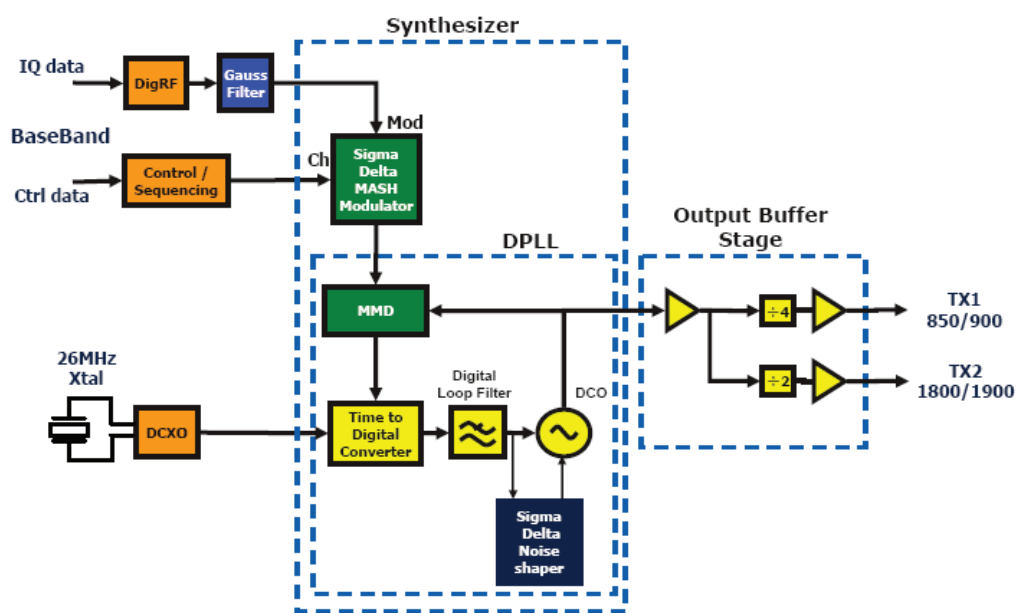 Synthesizer
IQ data
DigRF
Gauss
Filter
Mod
BaseBand
Ch
Sigma
Delta
MASH
Modulator
Control /
Sequencing
Ctrl data
Output Buffer
Stage
DPLL
MMD
÷4
TX1
850/900
26MHz
Xtal
Digital
Loop Filter
DCO
÷2
TX2
1800/1900
DCXO
Time to
Digital
Converter
Sigma
Delta
Noise
shaper